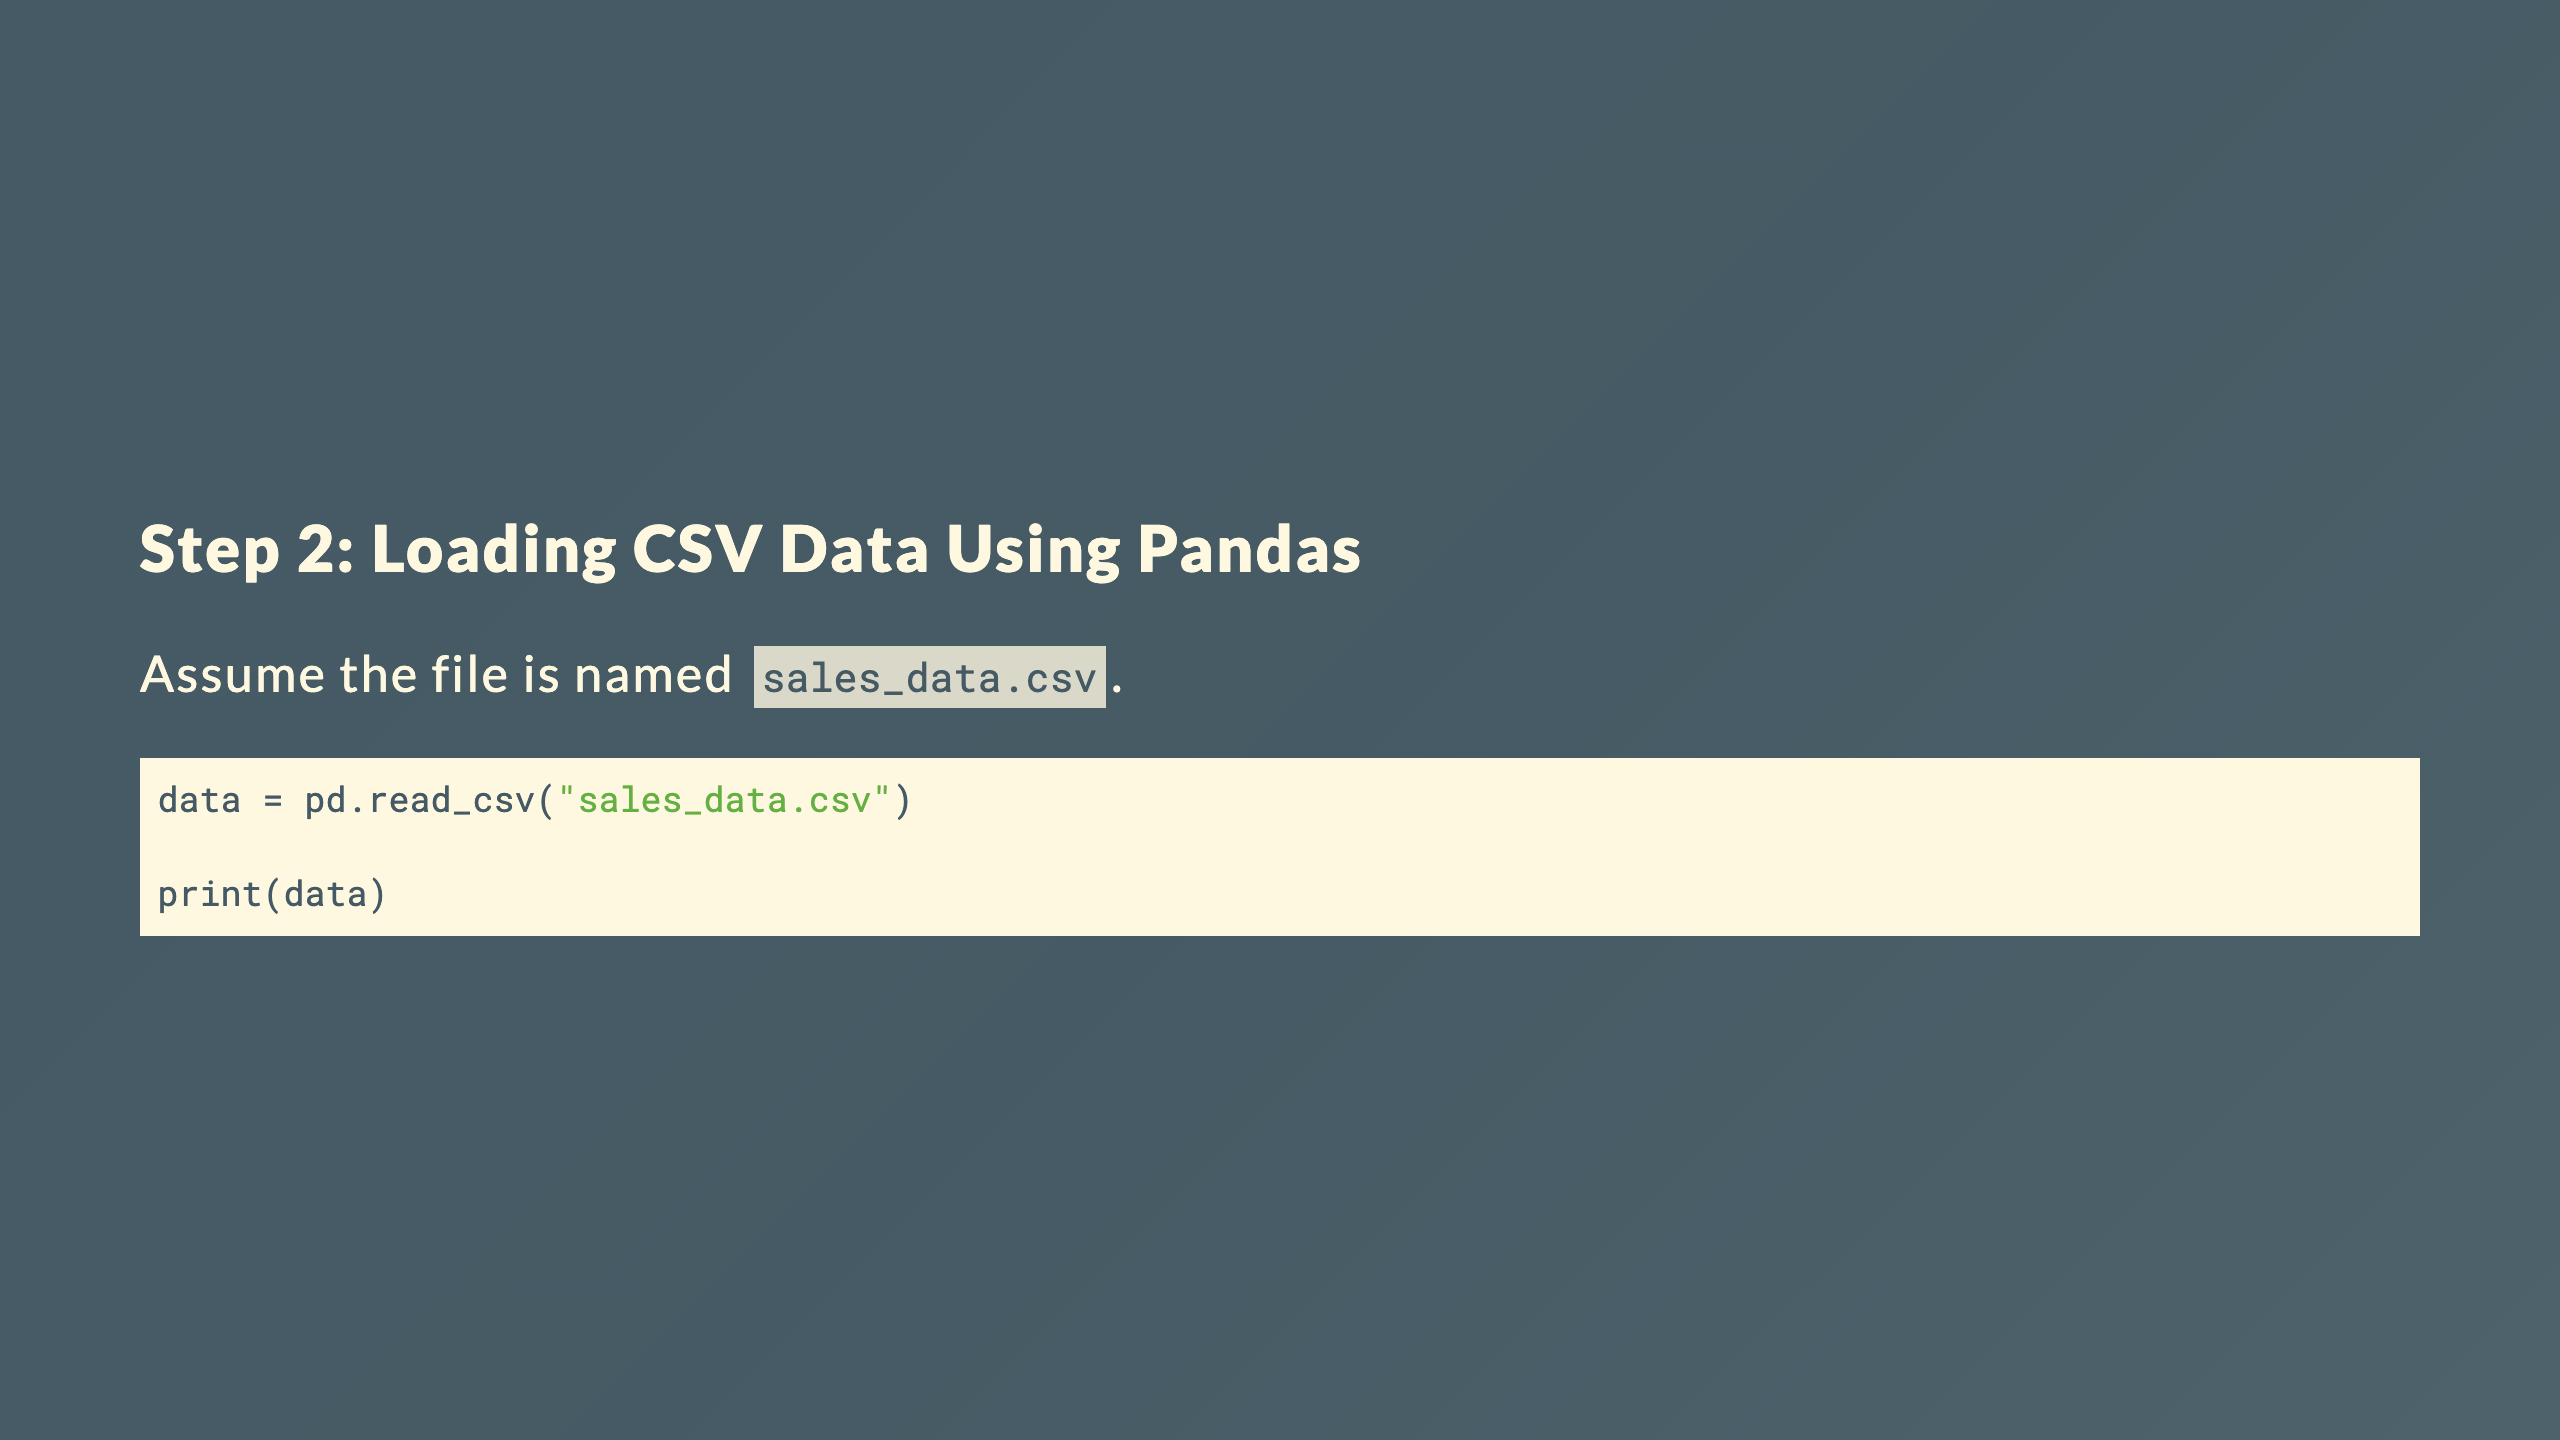 Step 2: Loading CSV Data Using Pandas
Assume the file is named sales_data.csv.
data = pd.read_csv("sales_data.csv")
print(data)